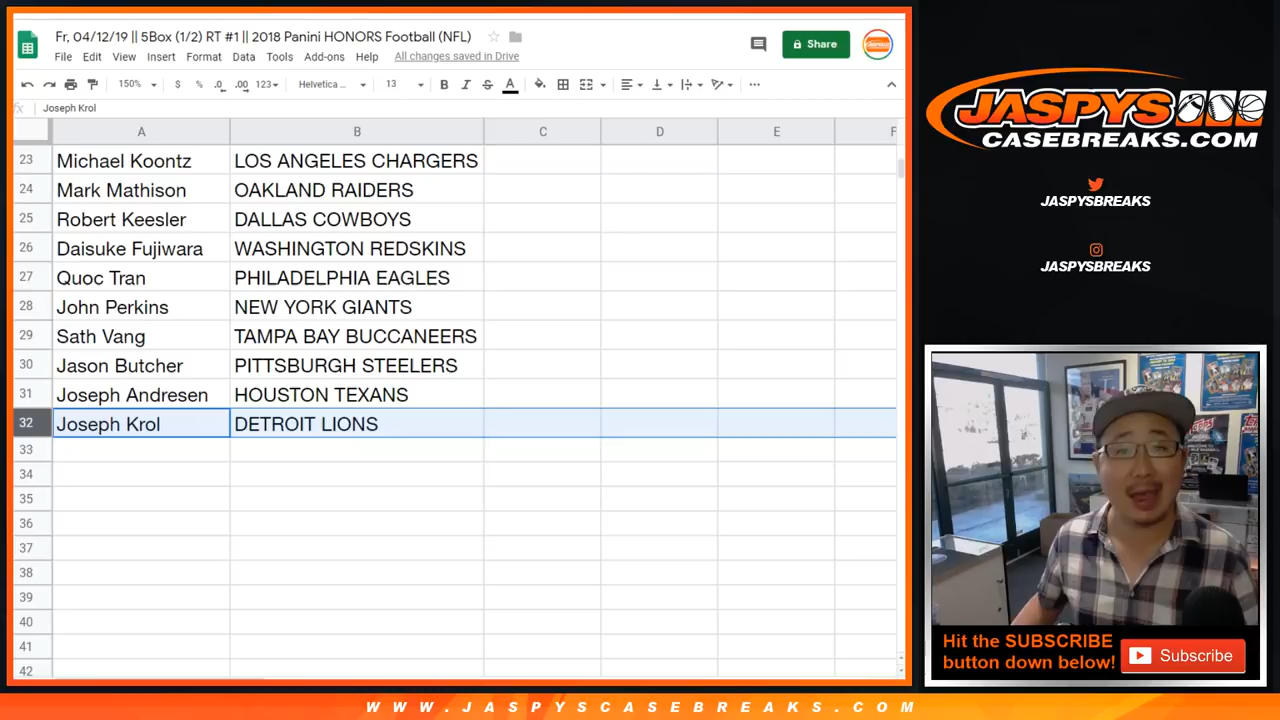 Fr, 04/12/19 || 5Box (1/2) RT #1 || 2018 Panini HONORS Football (NFL)
File Edit View Insert Format Data Tools Add-ons Help All changes saved in Drive
Share
150% $ % .0 .00 123 Helvetica... 13 B I S A
fx Joseph Krol
A B C D E F
23 Michael Koontz LOS ANGELES CHARGERS
24 Mark Mathison OAKLAND RAIDERS
25 Robert Keesler DALLAS COWBOYS
26 Daisuke Fujiwara WASHINGTON REDSKINS
27 Quoc Tran PHILADELPHIA EAGLES
28 John Perkins NEW YORK GIANTS
29 Sath Vang TAMPA BAY BUCCANEERS
30 Jason Butcher PITTSBURGH STEELERS
31 Joseph Andresen HOUSTON TEXANS
32 Joseph Krol DETROIT LIONS
33
34
35
36
37
38
39
40
41
42
JASPYS
CASEBREAKS.COM
JASPYSBREAKS
JASPYSBREAKS
Hit the SUBSCRIBE
button down below!
Subscribe
WWW.JASPYSCASEBREAKS.COM